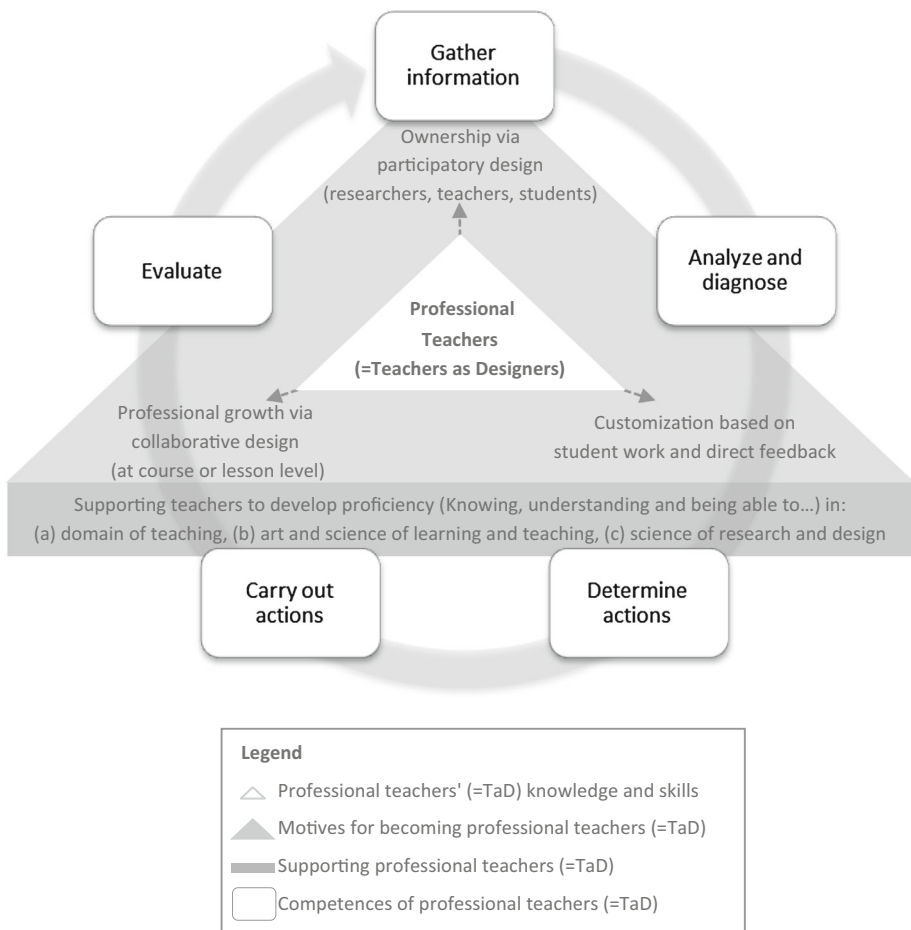 Gather
information
Ownership via
participatory design
(researchers, teachers, students)
Evaluate
Analyze and
diagnose
Professional
Teachers
(=Teachers as Designers)
Professional growth via
collaborative design
(at course or lesson level)
Customization based on
student work and direct feedback
Supporting teachers to develop proficiency (Knowing, understanding and being able to...) in:
(a) domain of teaching, (b) art and science of learning and teaching, (c) science of research and design
Carry out
actions
Determine
actions
Legend
Professional teachers' (=TaD) knowledge and skills
Motives for becoming professional teachers (=TaD)
Supporting professional teachers (=TaD)
Competences of professional teachers (=TaD)